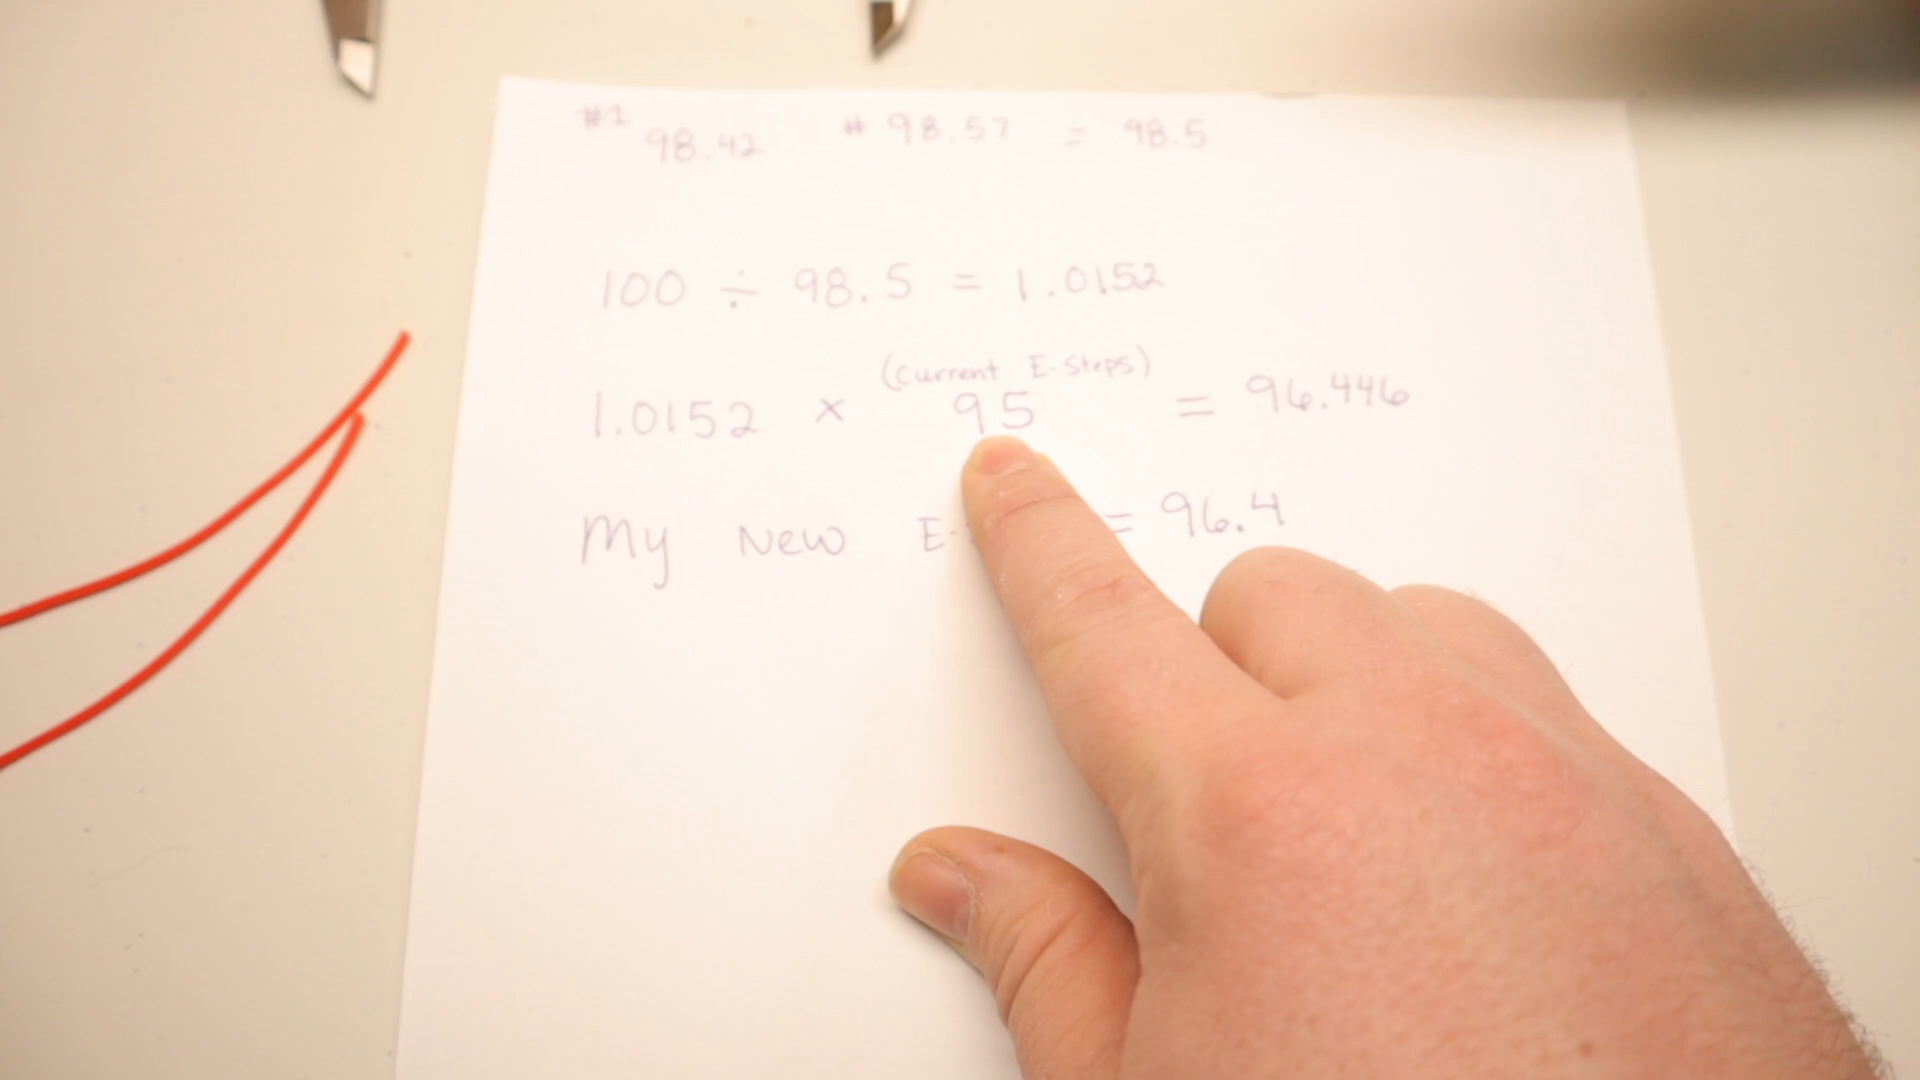 #1 98.42 # 98.57 = 98.5
100 ÷ 98.5 = 1.0152
(current E-Steps)
1.0152 × 95 = 96.446
My New E- = 96.4